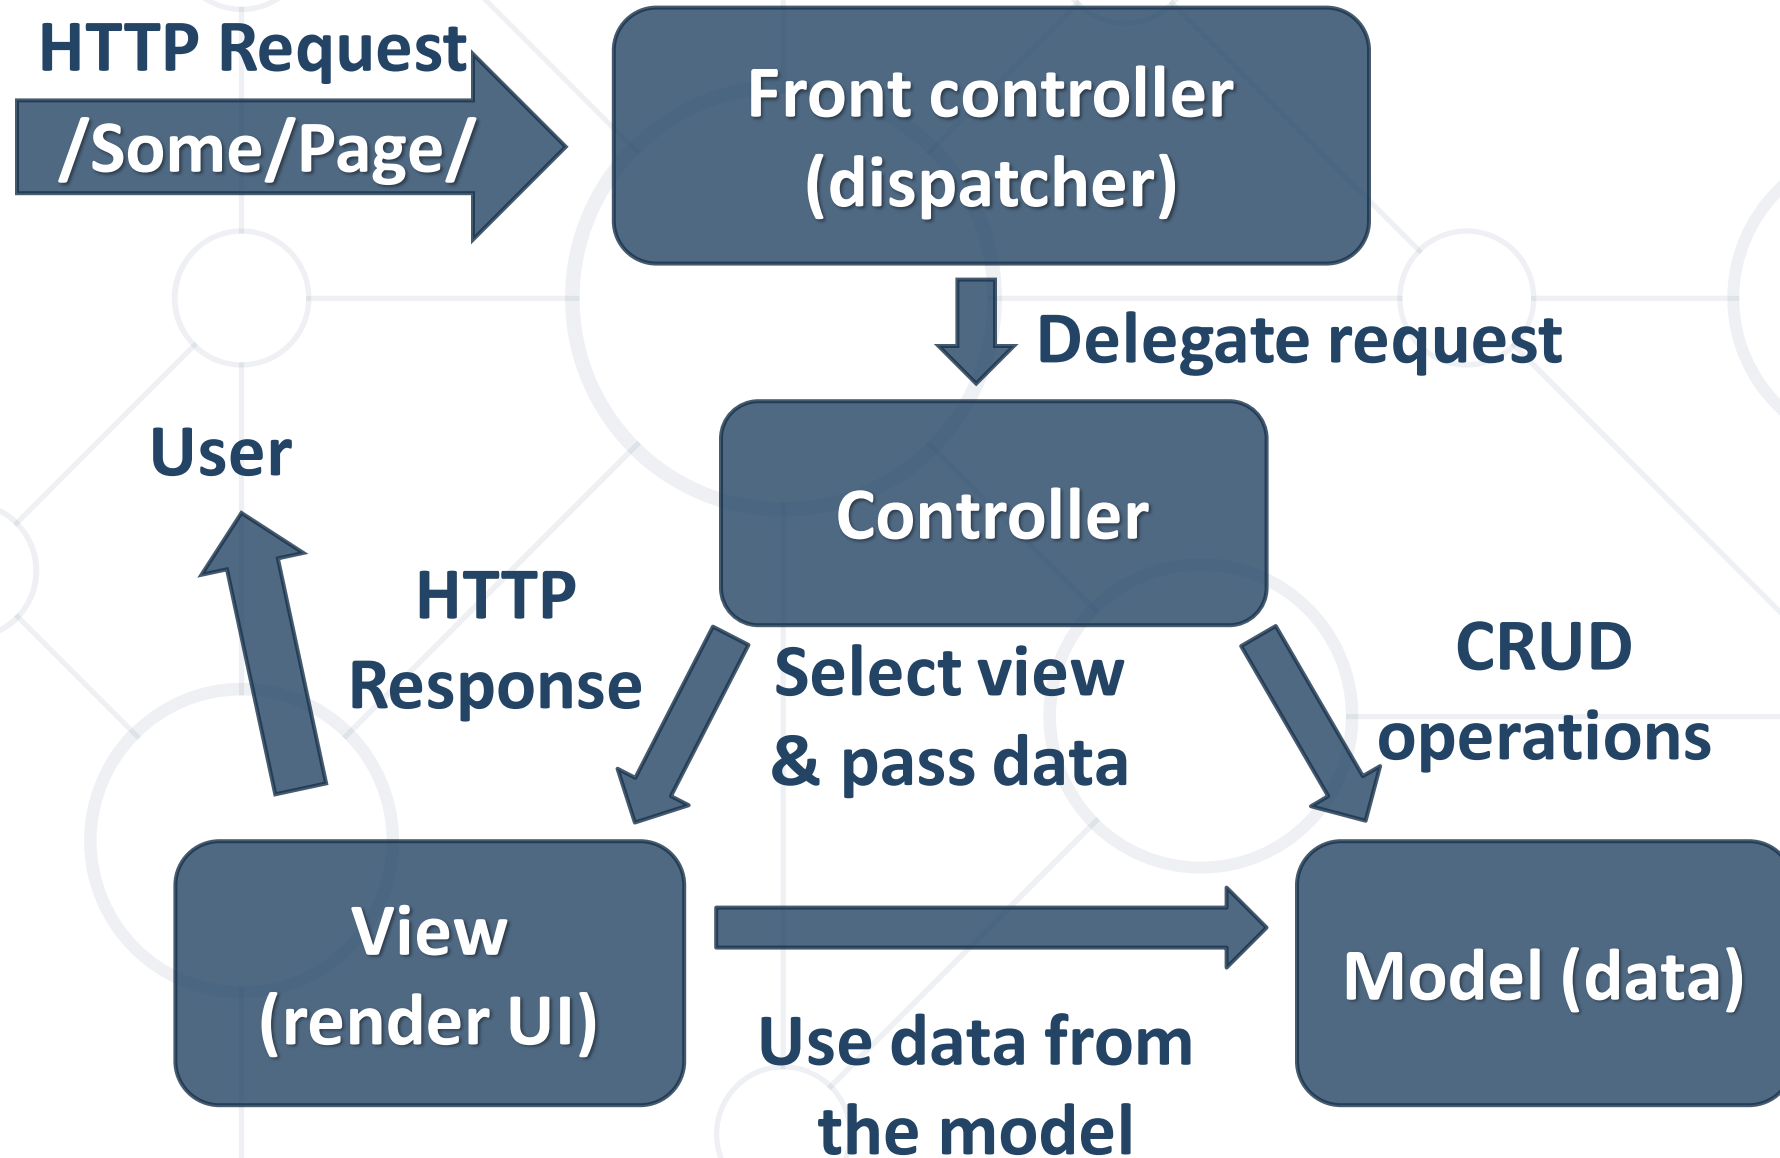 HTTP Request
/Some/Page/
Front controller
(dispatcher)
Delegate request
User
Controller
HTTP
Response
Select view
& pass data
CRUD
operations
View
(render UI)
Model (data)
Use data from
the model